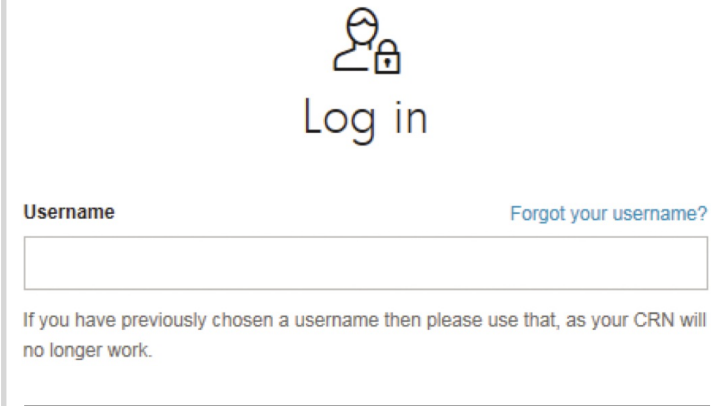 Log in
Username
Forgot your username?
If you have previously chosen a username then please use that, as your CRN will
no longer work.